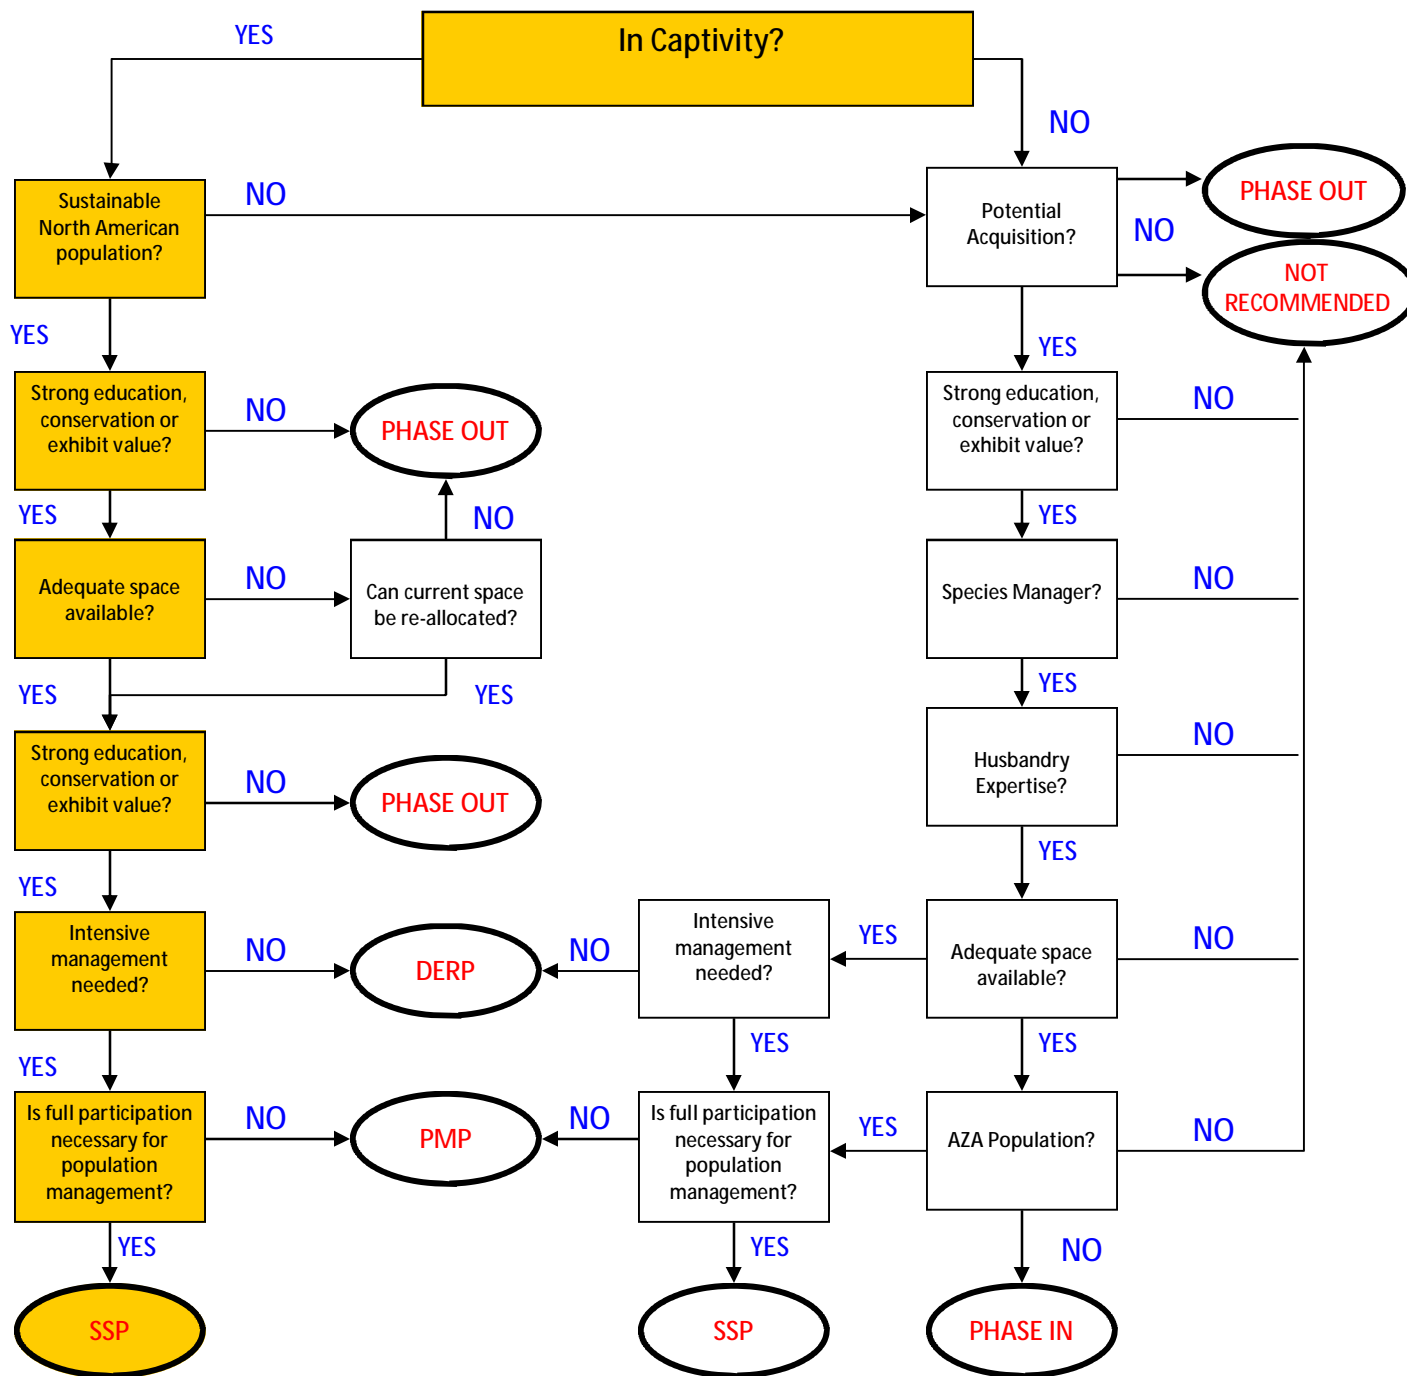 In Captivity?
YES
NO
Sustainable
North American
population?
NO
Potential
Acquisition?
PHASE OUT
NO
NOT
RECOMMENDED
YES
YES
Strong education,
conservation or
exhibit value?
NO
PHASE OUT
Strong education,
conservation or
exhibit value?
NO
YES
NO
YES
Adequate space
available?
NO
Can current space
be re-allocated?
Species Manager?
NO
YES
YES
YES
Strong education,
conservation or
exhibit value?
NO
PHASE OUT
Husbandry
Expertise?
NO
YES
YES
Intensive
management
needed?
NO
DERP
NO
Intensive
management
needed?
YES
Adequate space
available?
NO
YES
YES
YES
Is full participation
necessary for
population
management?
NO
PMP
NO
Is full participation
necessary for
population
management?
YES
AZA Population?
NO
YES
YES
NO
SSP
SSP
PHASE IN